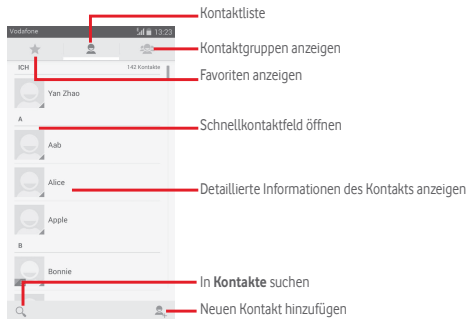 Kontaktliste
Vodafone 13:23
Kontaktgruppen anzeigen
Favoriten anzeigen
ICH 142 Kontakte
Yan Zhao
A
Schnellkontaktfeld öffnen
Aab
Alice
Detaillierte Informationen des Kontakts anzeigen
Apple
B
Bonnie
In Kontakte suchen
Neuen Kontakt hinzufügen